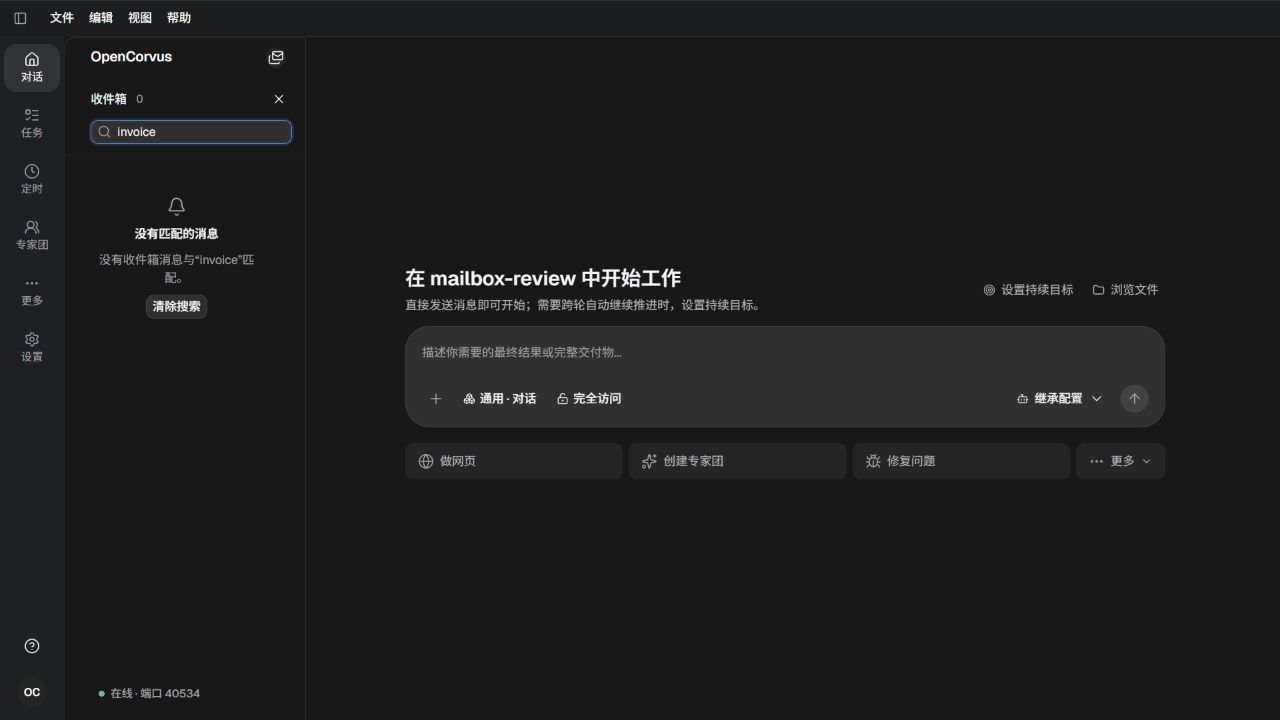 文件 编辑 视图 帮助
对话
任务
定时
专家团
更多
设置
OC
OpenCorvus
收件箱 0
invoice
没有匹配的消息
没有收件箱消息与“invoice”匹
配。
清除搜索
在线 · 端口 40534
在 mailbox-review 中开始工作
直接发送消息即可开始；需要跨轮自动继续推进时，设置持续目标。
设置持续目标 浏览文件
描述你需要的最终结果或完整交付物...
通用 · 对话 完全访问 继承配置
做网页 创建专家团 修复问题 更多